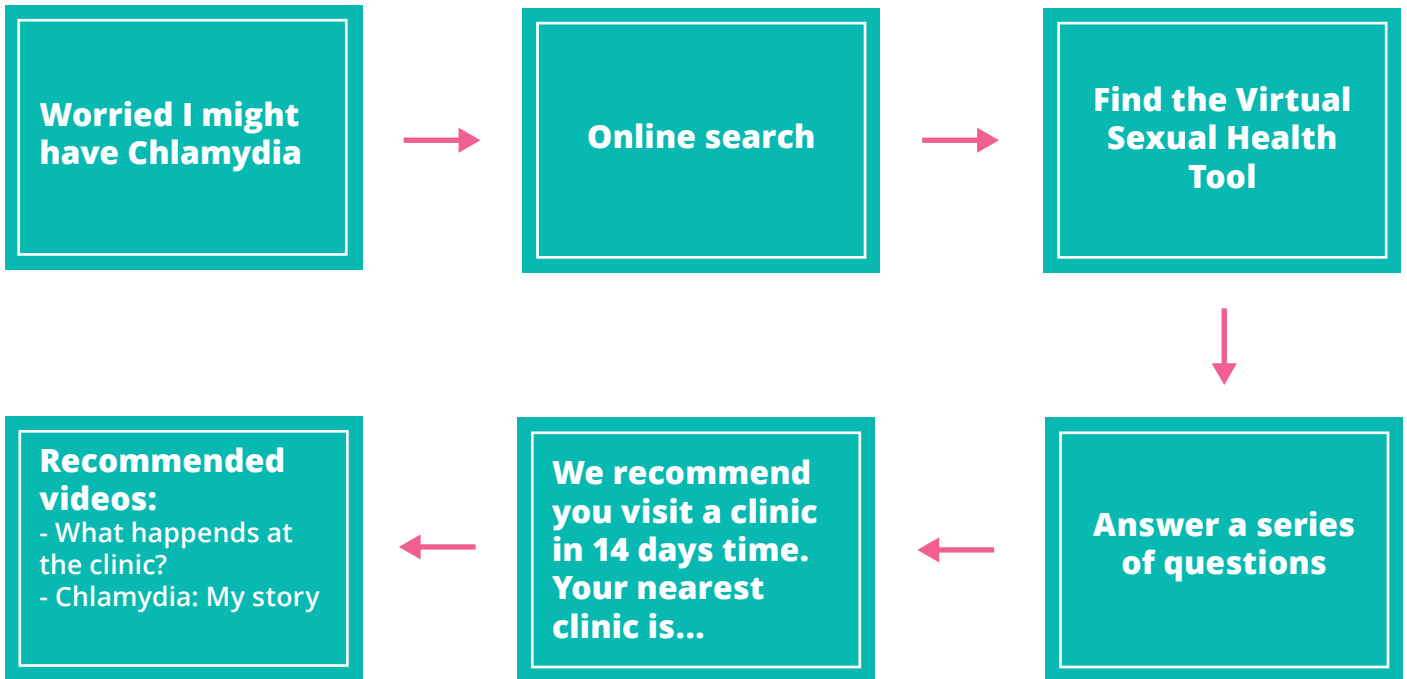 Worried I might
have Chlamydia
Online search
Find the Virtual
Sexual Health
Tool
Answer a series
of questions
We recommend
you visit a clinic
in 14 days time.
Your nearest
clinic is...
Recommended
videos:
- What happends at
the clinic?
- Chlamydia: My story